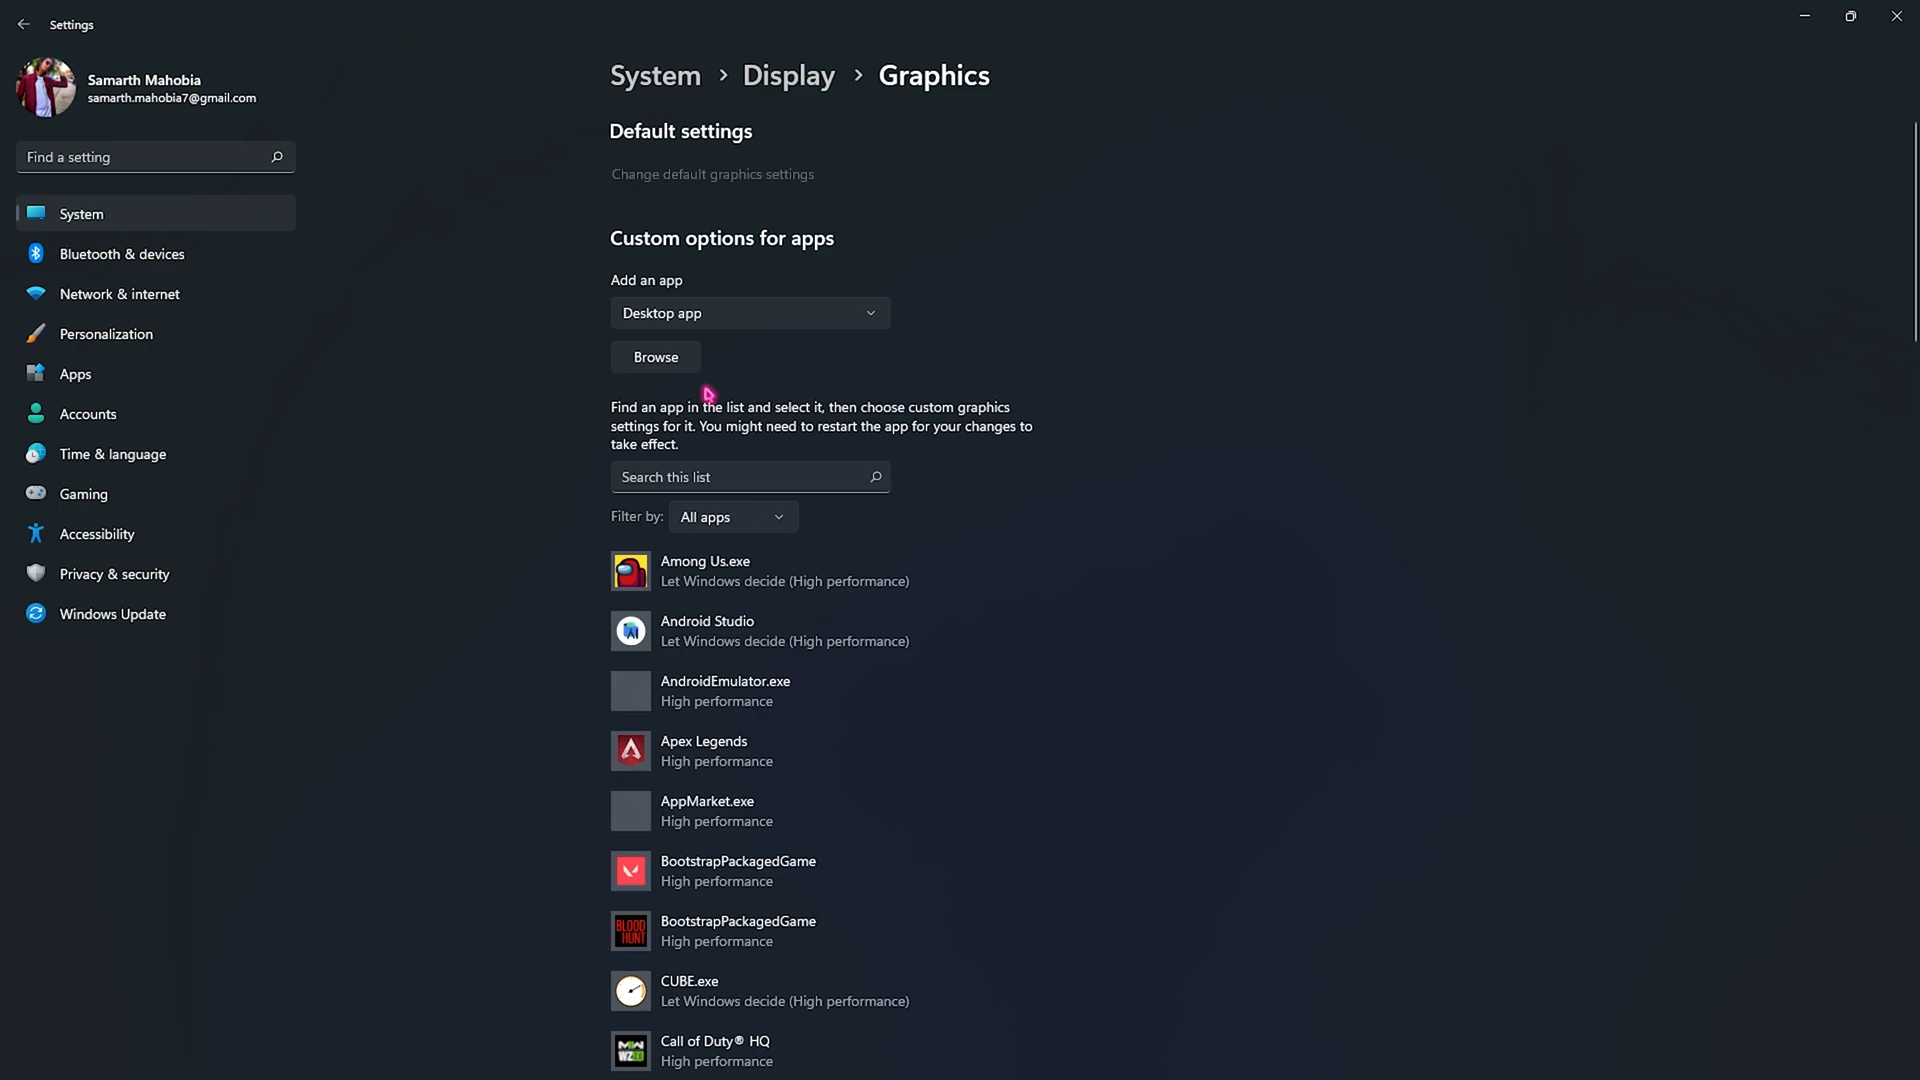 Settings
Samarth Mahobia
samarth.mahobia7@gmail.com
Find a setting
System
Bluetooth & devices
Network & internet
Personalization
Apps
Accounts
Time & language
Gaming
Accessibility
Privacy & security
Windows Update
System > Display > Graphics
Default settings
Change default graphics settings
Custom options for apps
Add an app
Desktop app
Browse
Find an app in the list and select it, then choose custom graphics
settings for it. You might need to restart the app for your changes to
take effect.
Search this list
Filter by: All apps
Among Us.exe
Let Windows decide (High performance)
Android Studio
Let Windows decide (High performance)
AndroidEmulator.exe
High performance
Apex Legends
High performance
AppMarket.exe
High performance
BootstrapPackagedGame
High performance
BLOOD
HUNT
BootstrapPackagedGame
High performance
CUBE.exe
Let Windows decide (High performance)
MW
WZ2.0
Call of Duty® HQ
High performance